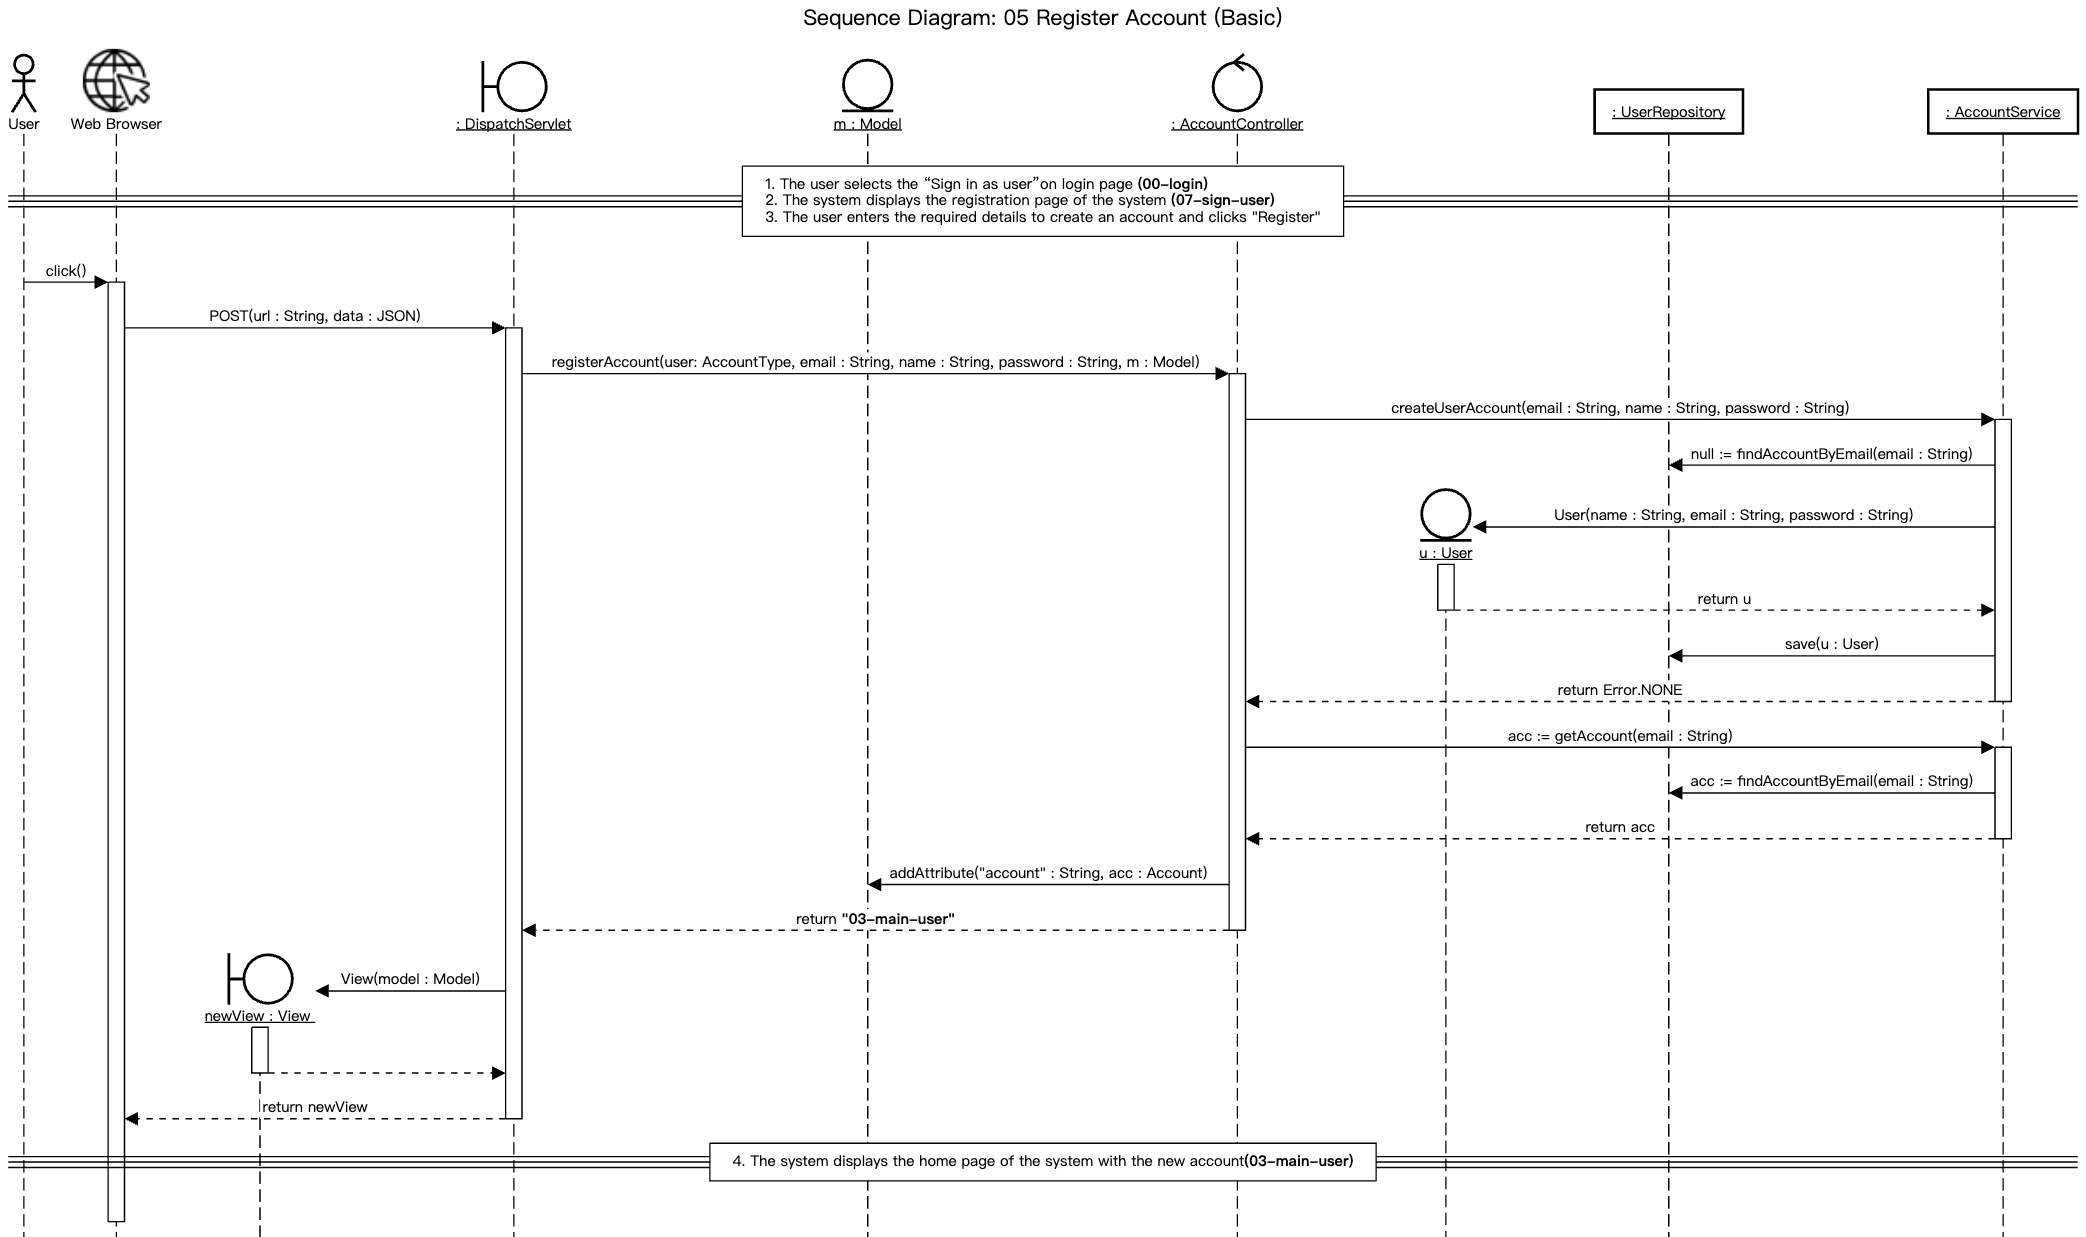 Sequence Diagram: 05 Register Account (Basic)
User
Web Browser
: DispatchServlet
m : Model
: AccountController
: UserRepository
: AccountService
1. The user selects the “Sign in as user”on login page (00-login)
2. The system displays the registration page of the system (07-sign-user)
3. The user enters the required details to create an account and clicks "Register"
click()
POST(url : String, data : JSON)
registerAccount(user: AccountType, email : String, name : String, password : String, m : Model)
createUserAccount(email : String, name : String, password : String)
null := findAccountByEmail(email : String)
User(name : String, email : String, password : String)
u : User
return u
save(u : User)
return Error.NONE
acc := getAccount(email : String)
acc := findAccountByEmail(email : String)
return acc
addAttribute("account" : String, acc : Account)
return "03-main-user"
View(model : Model)
newView : View
return newView
4. The system displays the home page of the system with the new account(03-main-user)